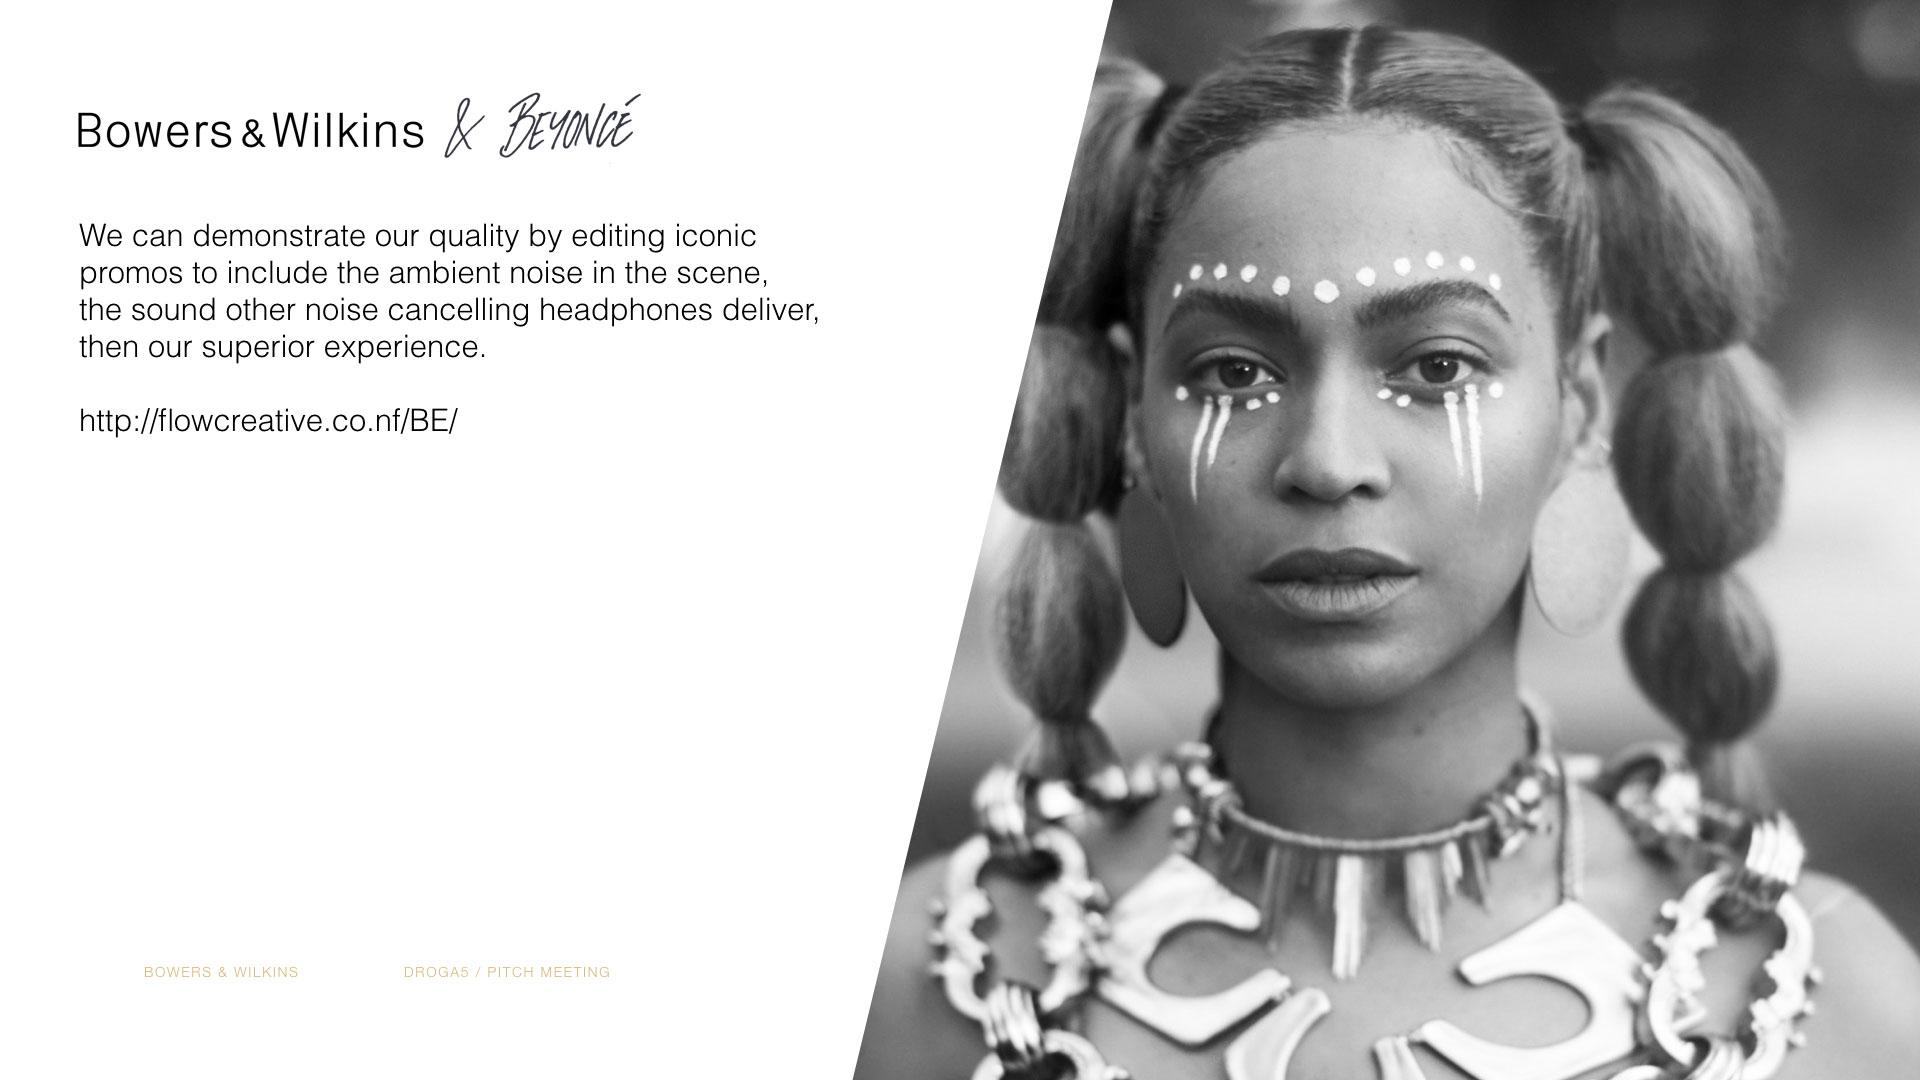 Bowers & Wilkins & BEYONCÉ
We can demonstrate our quality by editing iconic
promos to include the ambient noise in the scene,
the sound other noise cancelling headphones deliver,
then our superior experience.
http://flowcreative.co.nf/BE/
BOWERS & WILKINS DROGA5 / PITCH MEETING